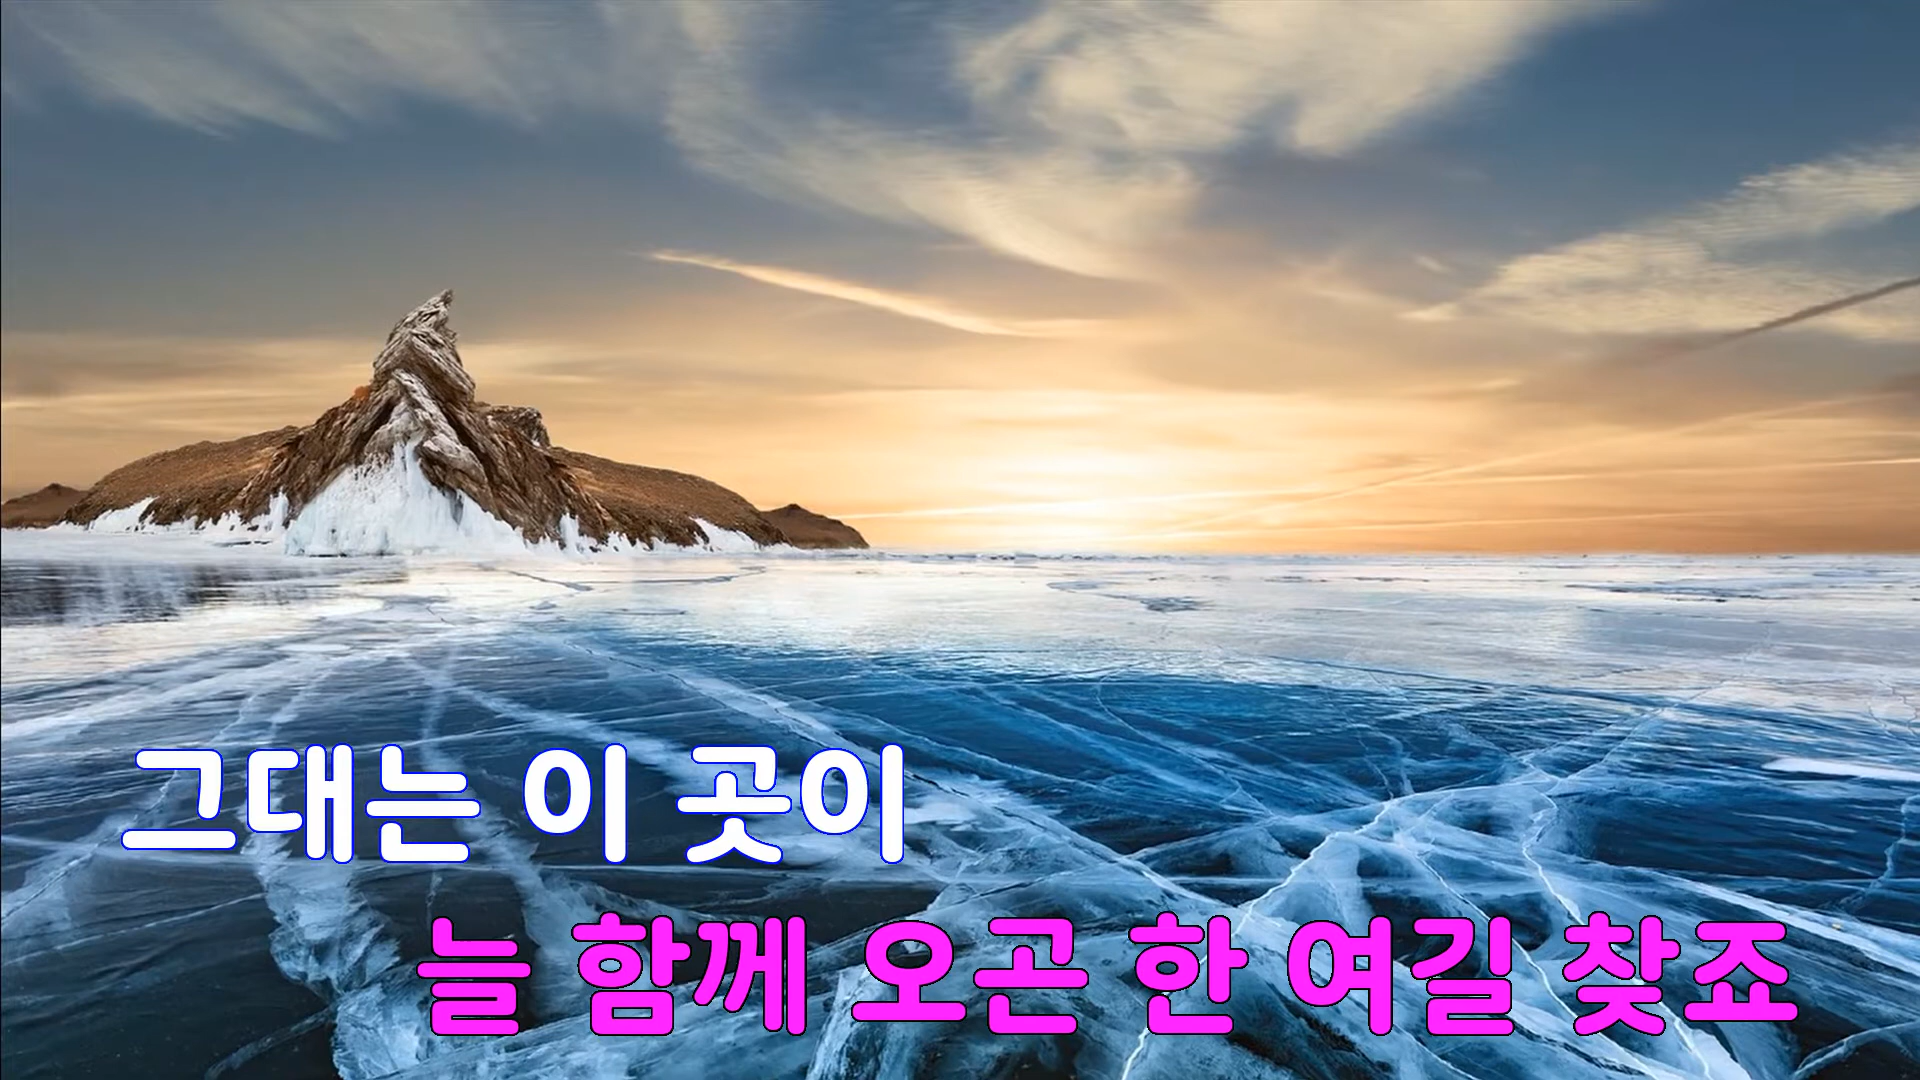 그대는 이 곳이
늘 함께 오곤 한 여길 찾죠